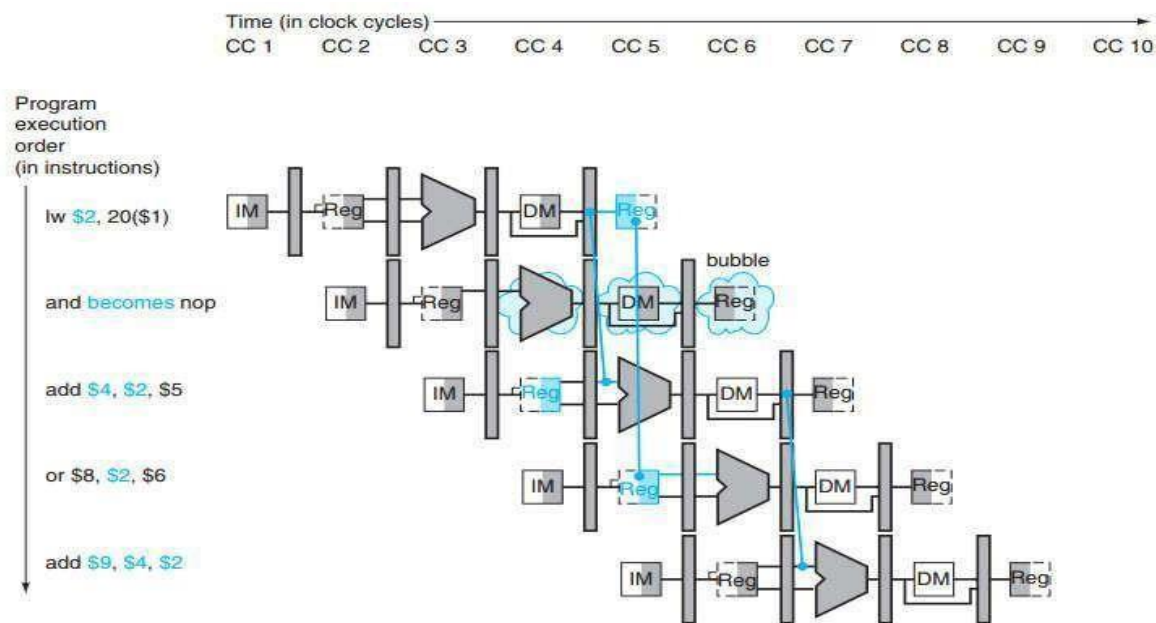 Time (in clock cycles)
CC 1 CC 2 CC 3 CC 4 CC 5 CC 6 CC 7 CC 8 CC 9 CC 10
Program
execution
order
(in instructions)
lw $2, 20($1)
IM Reg DM Reg
bubble
and becomes nop
IM Reg DM Reg
add $4, $2, $5
IM Reg DM Reg
or $8, $2, $6
IM Reg DM Reg
add $9, $4, $2
IM Reg DM Reg